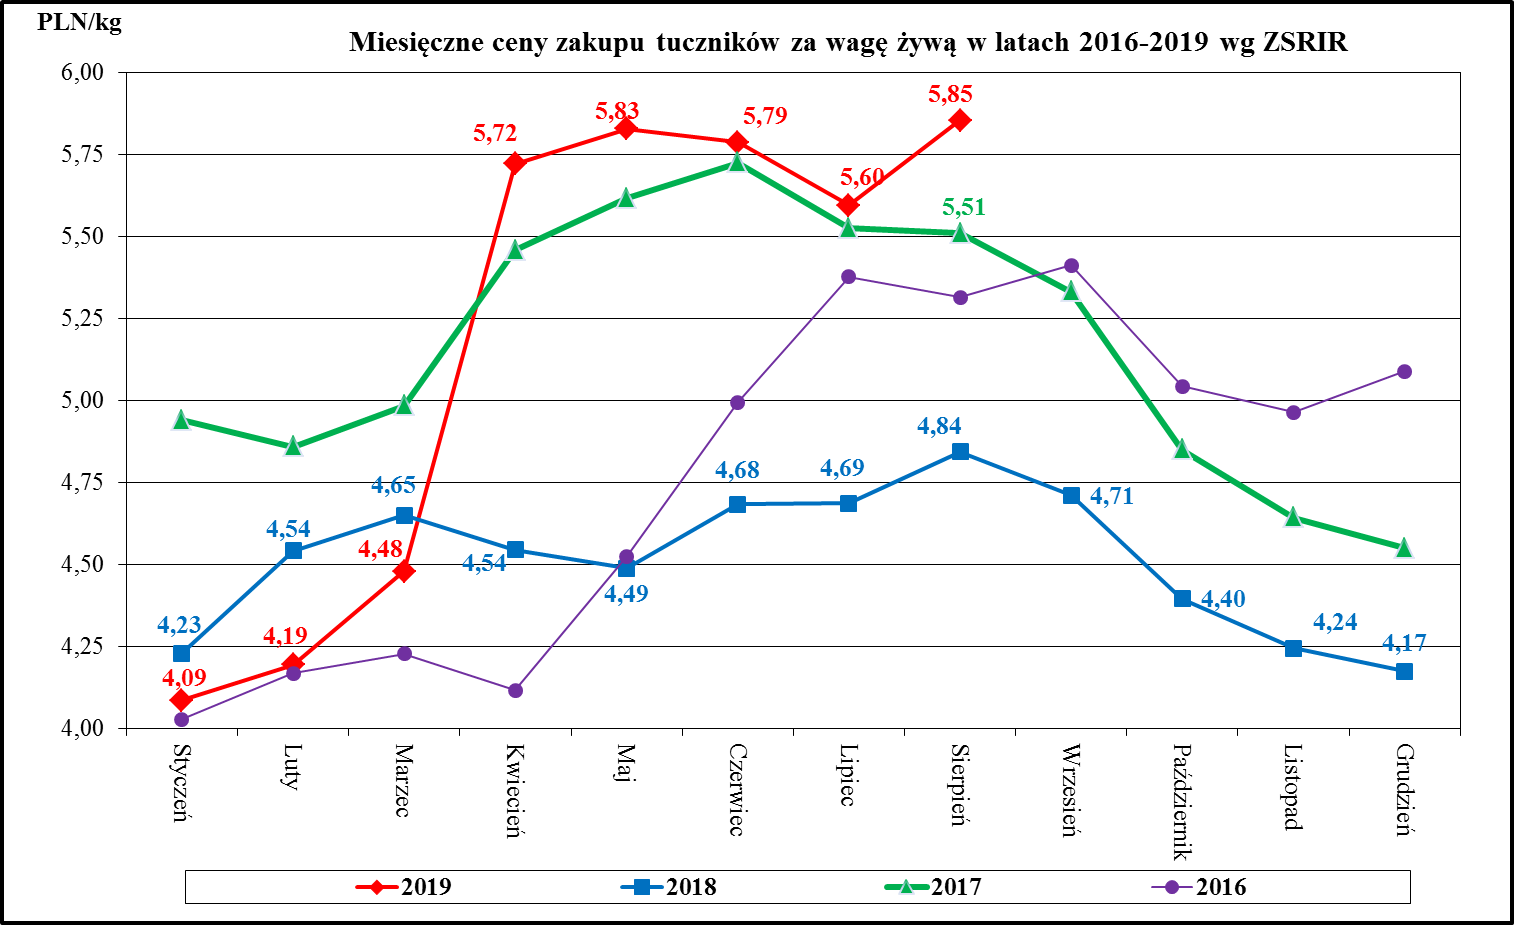 PLN/kg
Miesięczne ceny zakupu tuczników za wagę żywą w latach 2016-2019 wg ZSRIR
6,00
5,75
5,50
5,25
5,00
4,75
4,50
4,25
4,00
5,72
5,83
5,79
5,60
5,85
5,51
4,84
4,68
4,69
4,71
4,65
4,54
4,48
4,54
4,49
4,40
4,23
4,19
4,09
4,24
4,17
Styczeń
Luty
Marzec
Kwiecień
Maj
Czerwiec
Lipiec
Sierpień
Wrzesień
Październik
Listopad
Grudzień
2019
2018
2017
2016